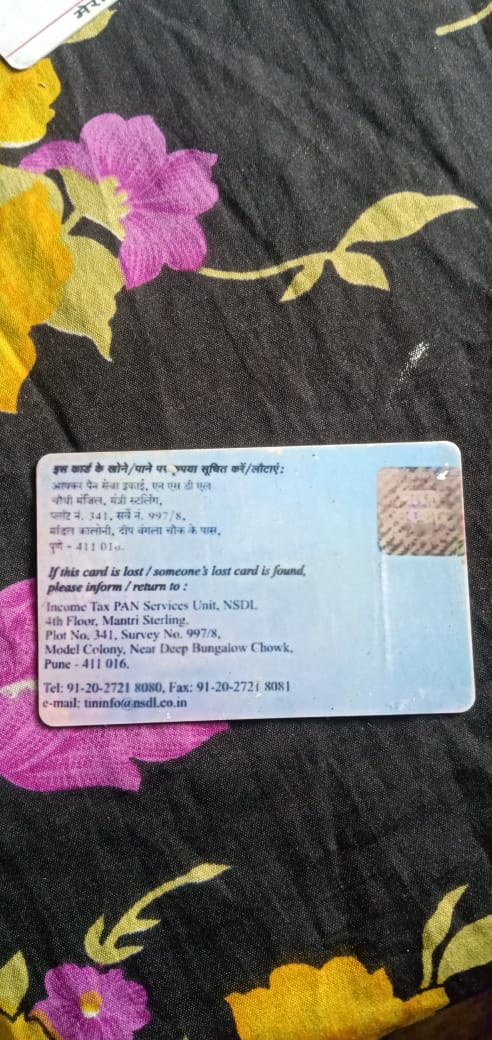 मेरा
इस कार्ड के खोने/पाने पर कृपया सूचित करें/लौटाएं:
आयकर पैन सेवा इकाई, एन एस डी एल
चौथी मंजिल, मंत्री स्टर्लिंग,
प्लॉट नं. 341, सर्वे नं. 997/8,
मॉडल कालोनी, दीप बंगला चौक के पास,
पुणे - 411 016.
If this card is lost / someone's lost card is found,
please inform / return to :
Income Tax PAN Services Unit, NSDL
4th Floor, Mantri Sterling,
Plot No. 341, Survey No. 997/8,
Model Colony, Near Deep Bungalow Chowk,
Pune - 411 016.
Tel: 91-20-2721 8080, Fax: 91-20-2721 8081
e-mail: tininfo@nsdl.co.in